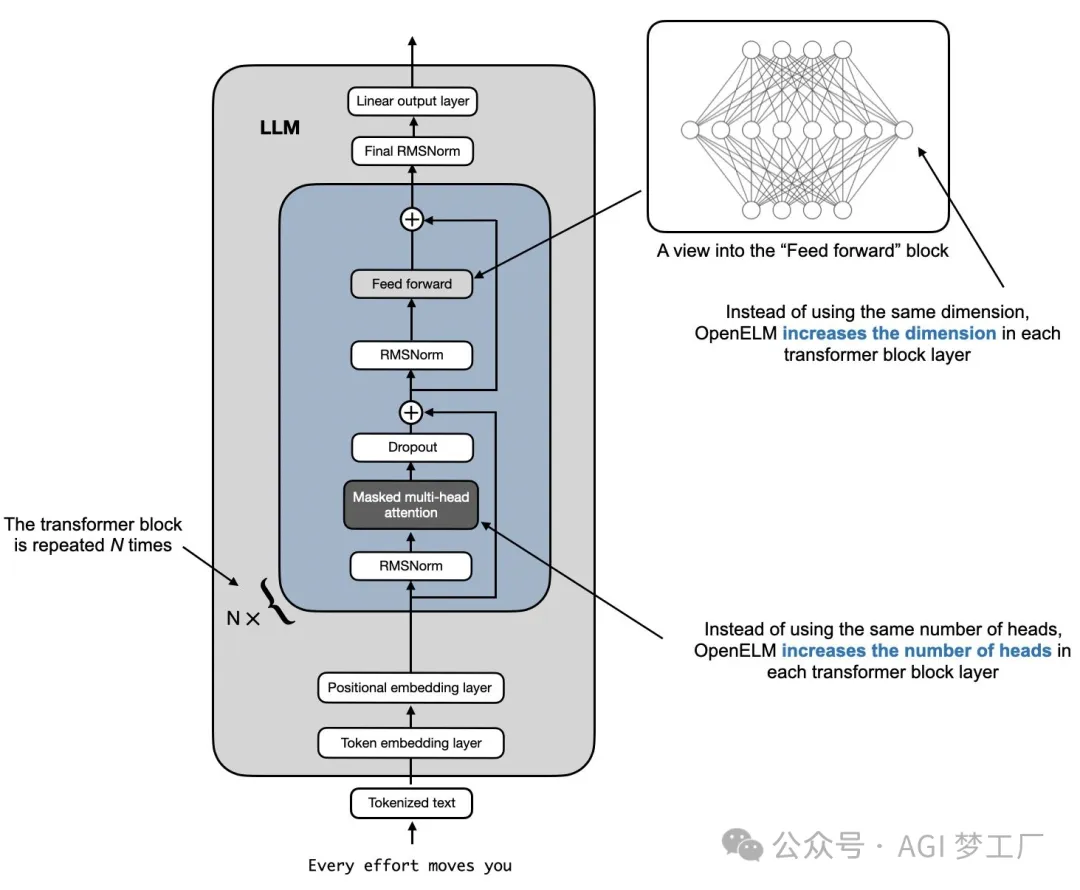 Linear output layer
LLM
Final RMSNorm
Feed forward
RMSNorm
Dropout
Masked multi-head
attention
RMSNorm
The transformer block
is repeated N times
N ×
Positional embedding layer
Token embedding layer
Tokenized text
Every effort moves you
A view into the “Feed forward” block
Instead of using the same dimension,
OpenELM increases the dimension in each
transformer block layer
Instead of using the same number of heads,
OpenELM increases the number of heads in
each transformer block layer
公众号 · AGI 梦工厂